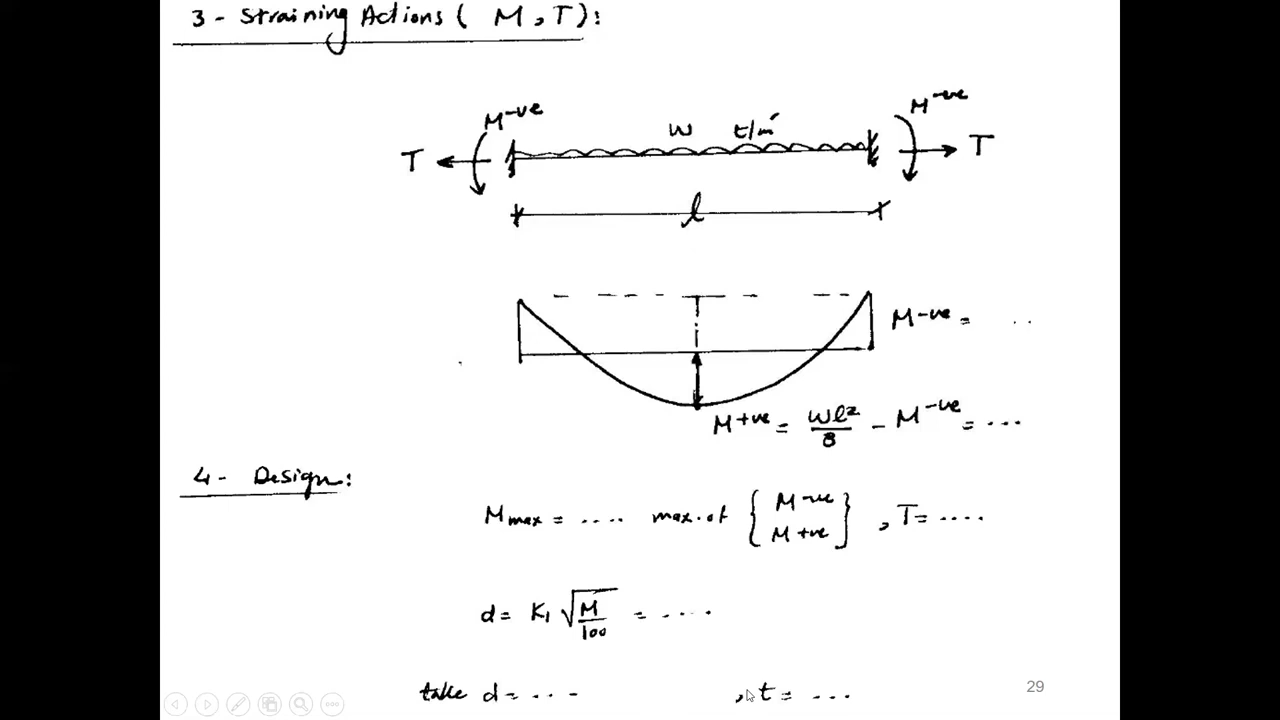 3 - Straining Actions ( M , T ) :
M-ve
w t/m'
M-ve
T
T
l
M-ve = ..
M+ve = wl²/8 - M-ve = ...
4 - Design :
Mmax = .... max. of { M-ve M+ve } , T = ....
d = K1 √M/100 = ....
take d = ... , t = ...
29